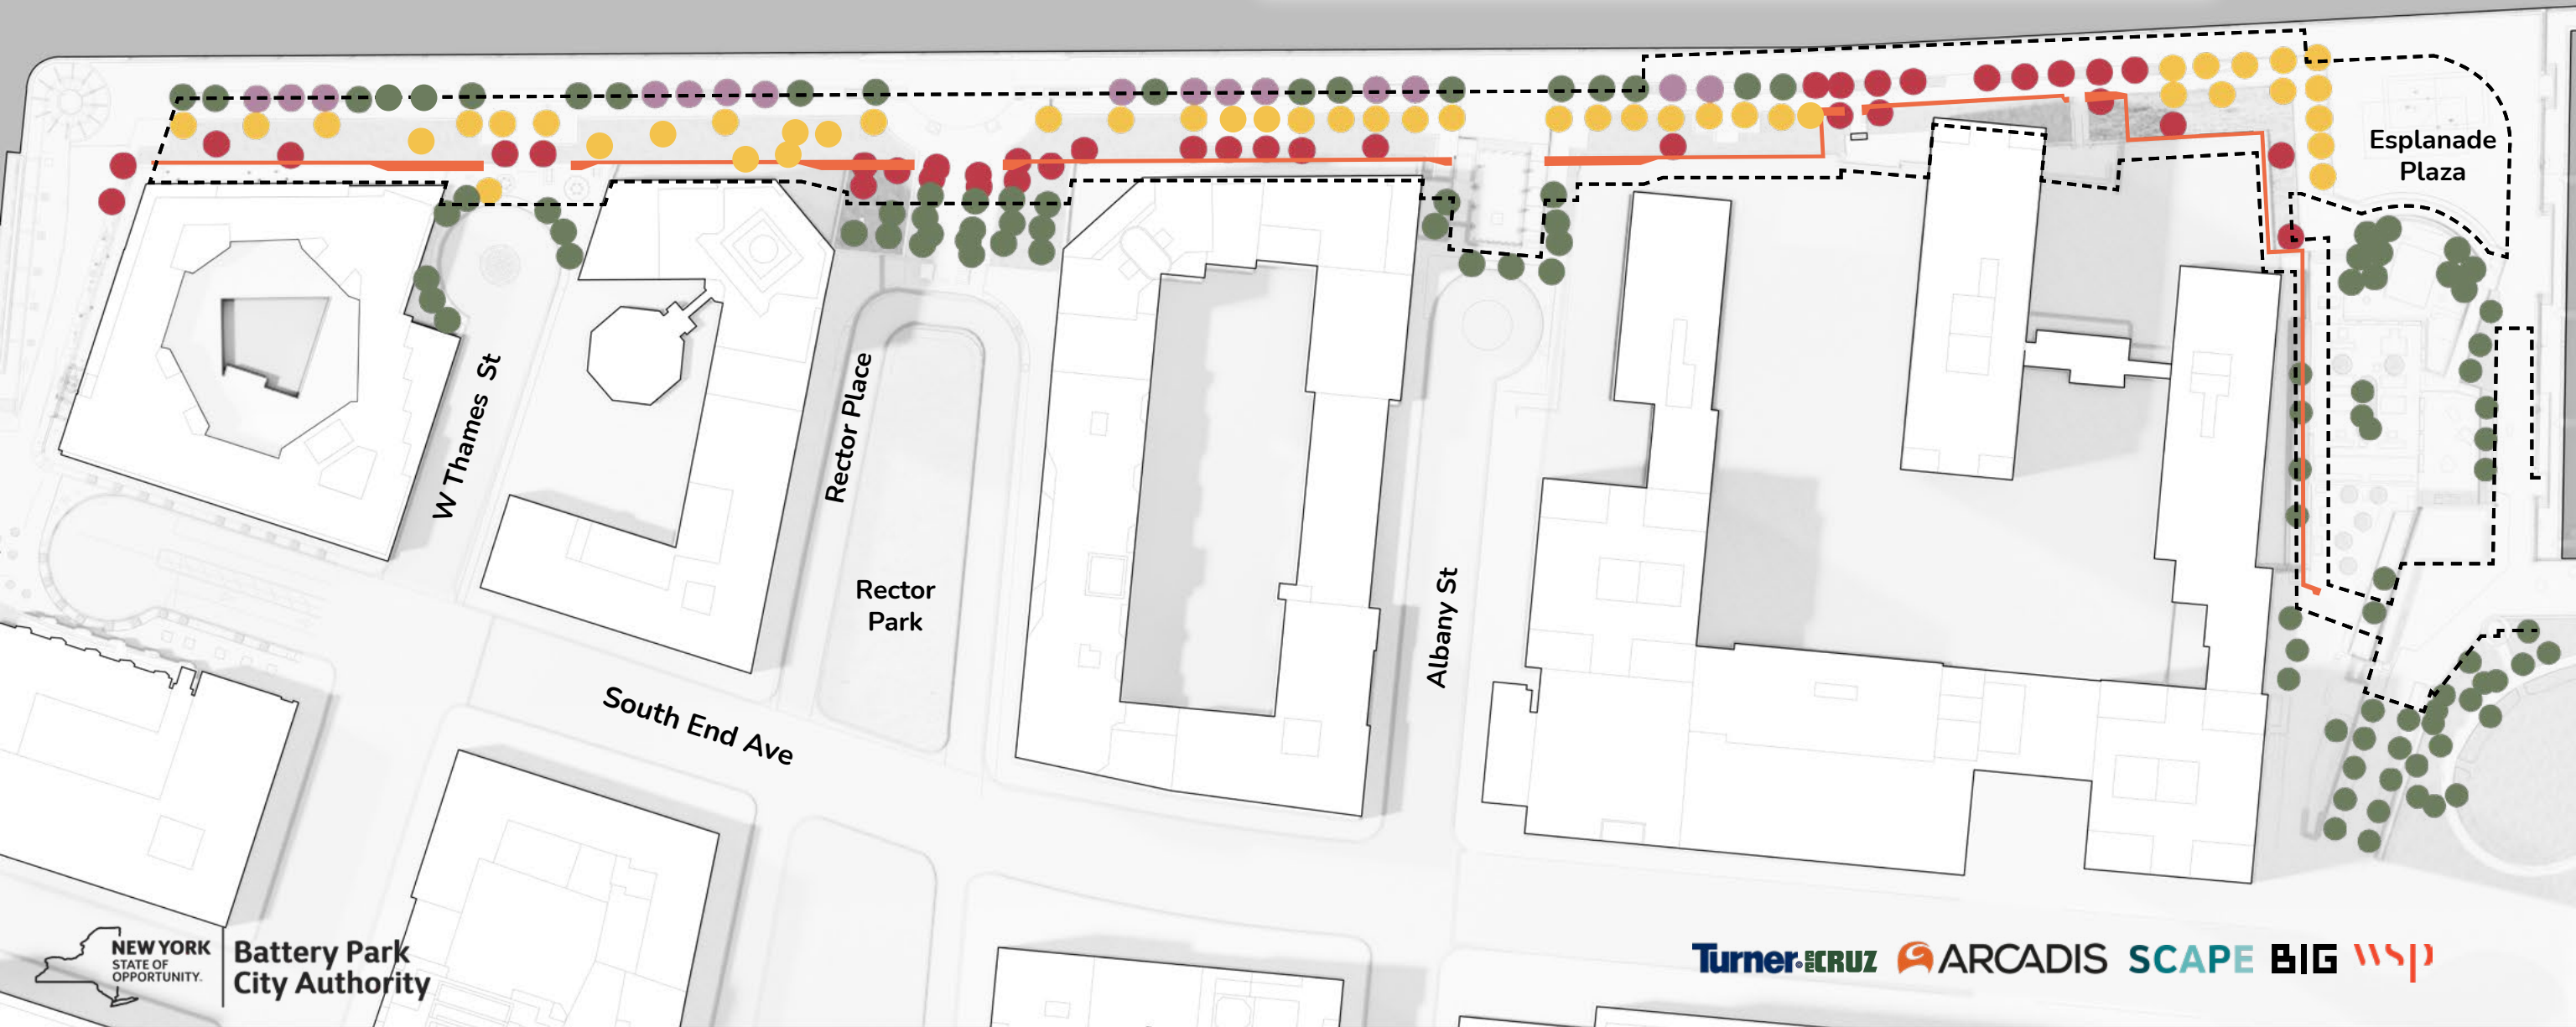 Esplanade
Plaza
W Thames St
Rector Place
Rector
Park
Albany St
South End Ave
NEW YORK
STATE OF
OPPORTUNITY.
Battery Park
City Authority
Turner
CRUZ
ARCADIS
SCAPE
BIG
wsp